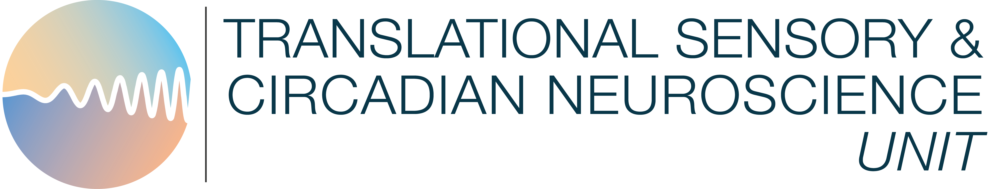 TRANSLATIONAL SENSORY &
CIRCADIAN NEUROSCIENCE
UNIT